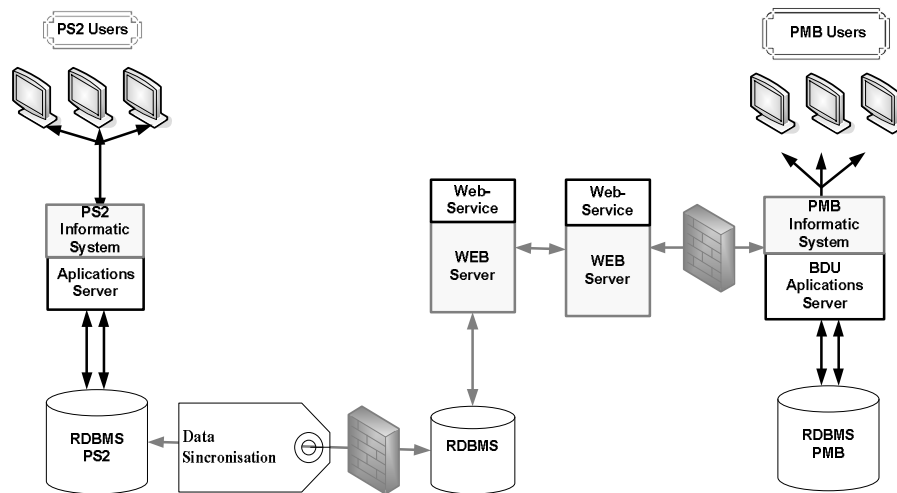 PS2 Users
PMB Users
PS2
Informatic
System
Aplications
Server
Web-
Service
WEB
Server
Web-
Service
WEB
Server
PMB
Informatic
System
BDU
Aplications
Server
RDBMS
PS2
Data
Sincronisation
RDBMS
RDBMS
PMB